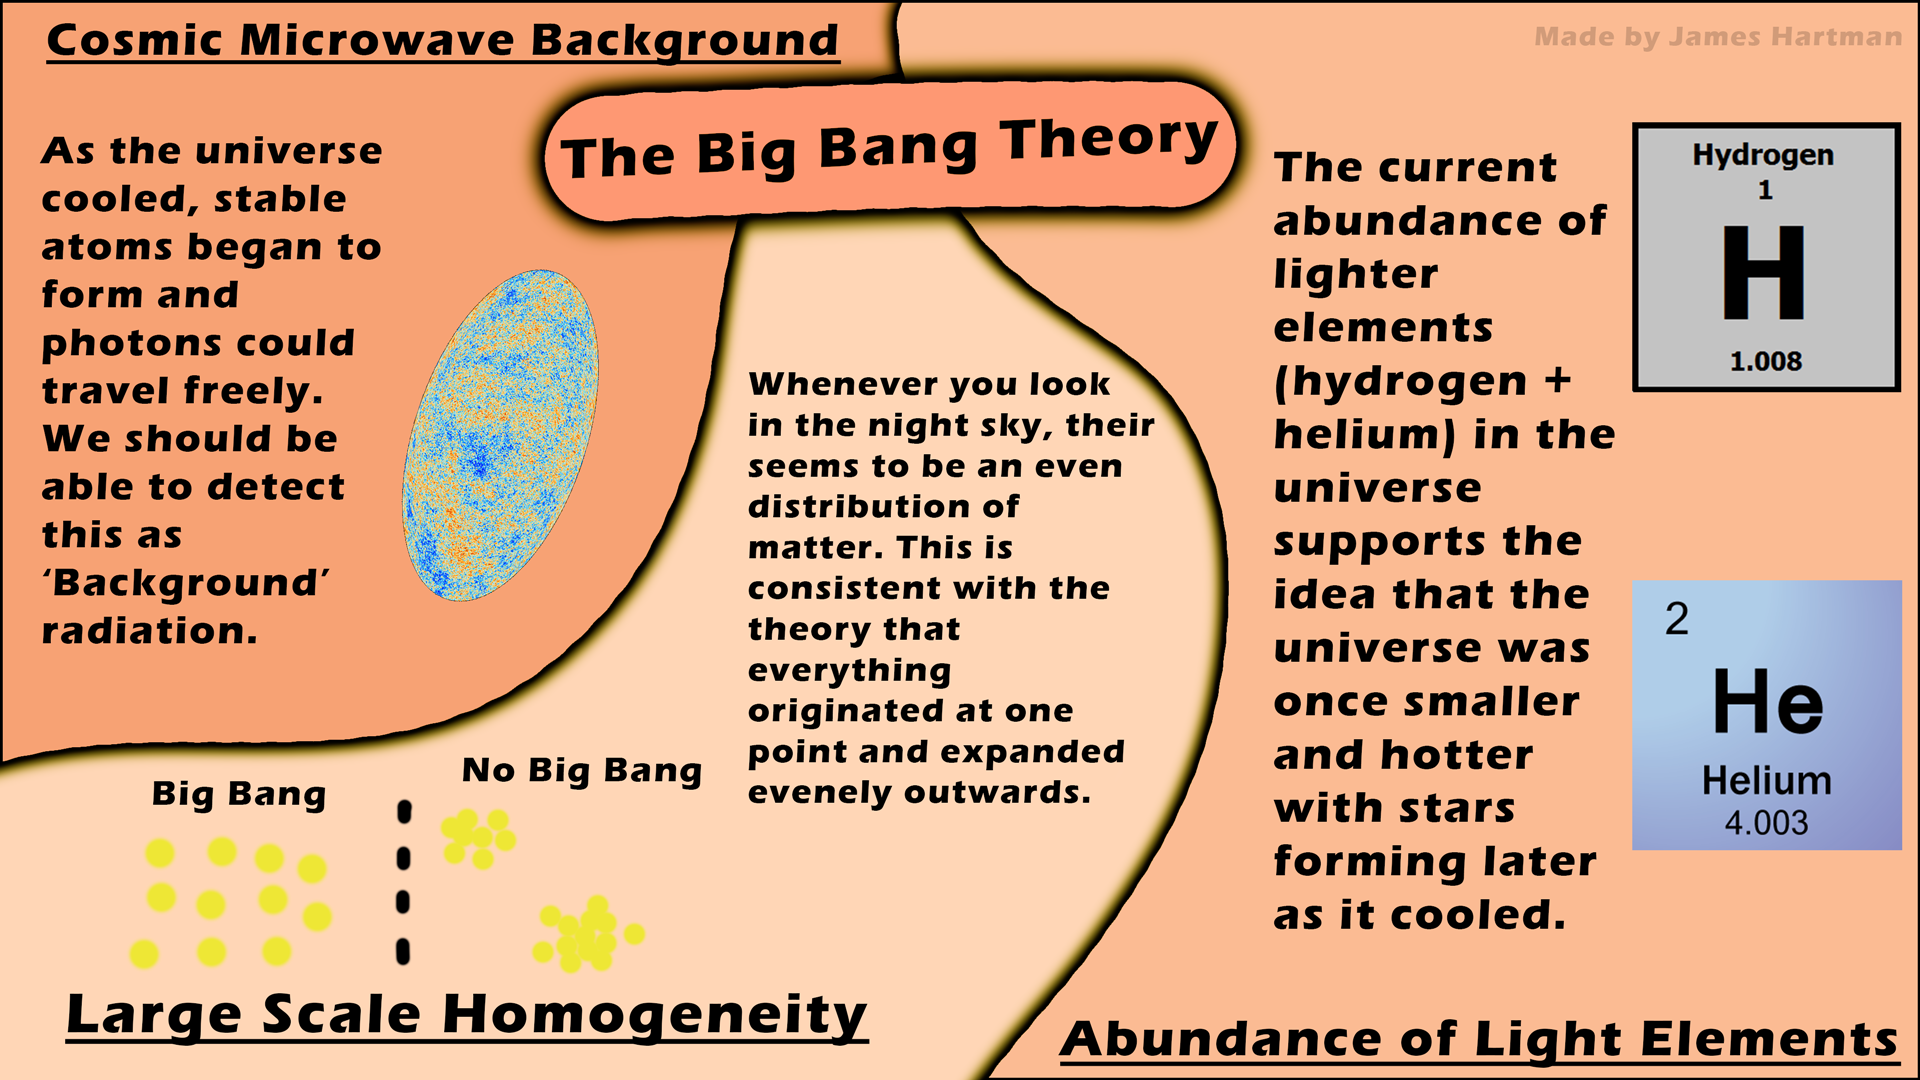 Cosmic Microwave Background
Made by James Hartman
The Big Bang Theory
As the universe
cooled, stable
atoms began to
form and
photons could
travel freely.
We should be
able to detect
this as
‘Background’
radiation.
Whenever you look
in the night sky, their
seems to be an even
distribution of
matter. This is
consistent with the
theory that
everything
originated at one
point and expanded
evenely outwards.
Big Bang
No Big Bang
Large Scale Homogeneity
The current
abundance of
lighter
elements
(hydrogen +
helium) in the
universe
supports the
idea that the
universe was
once smaller
and hotter
with stars
forming later
as it cooled.
Hydrogen
1
H
1.008
2
He
Helium
4.003
Abundance of Light Elements